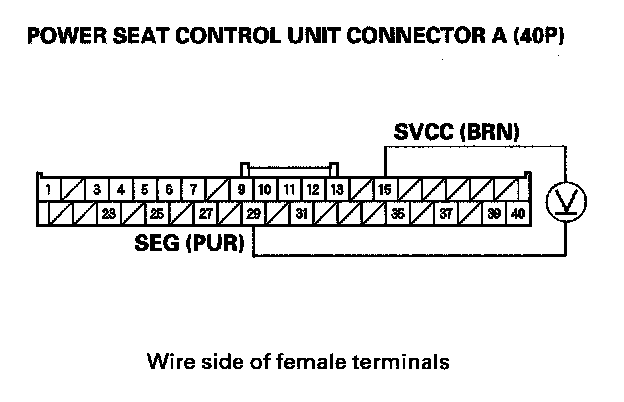 POWER SEAT CONTROL UNIT CONNECTOR A (40P)
SVCC (BRN)
1 3 4 5 6 7 9 10 11 12 13 15
23 25 27 29 31 35 37 39 40
V
SEG (PUR)
Wire side of female terminals